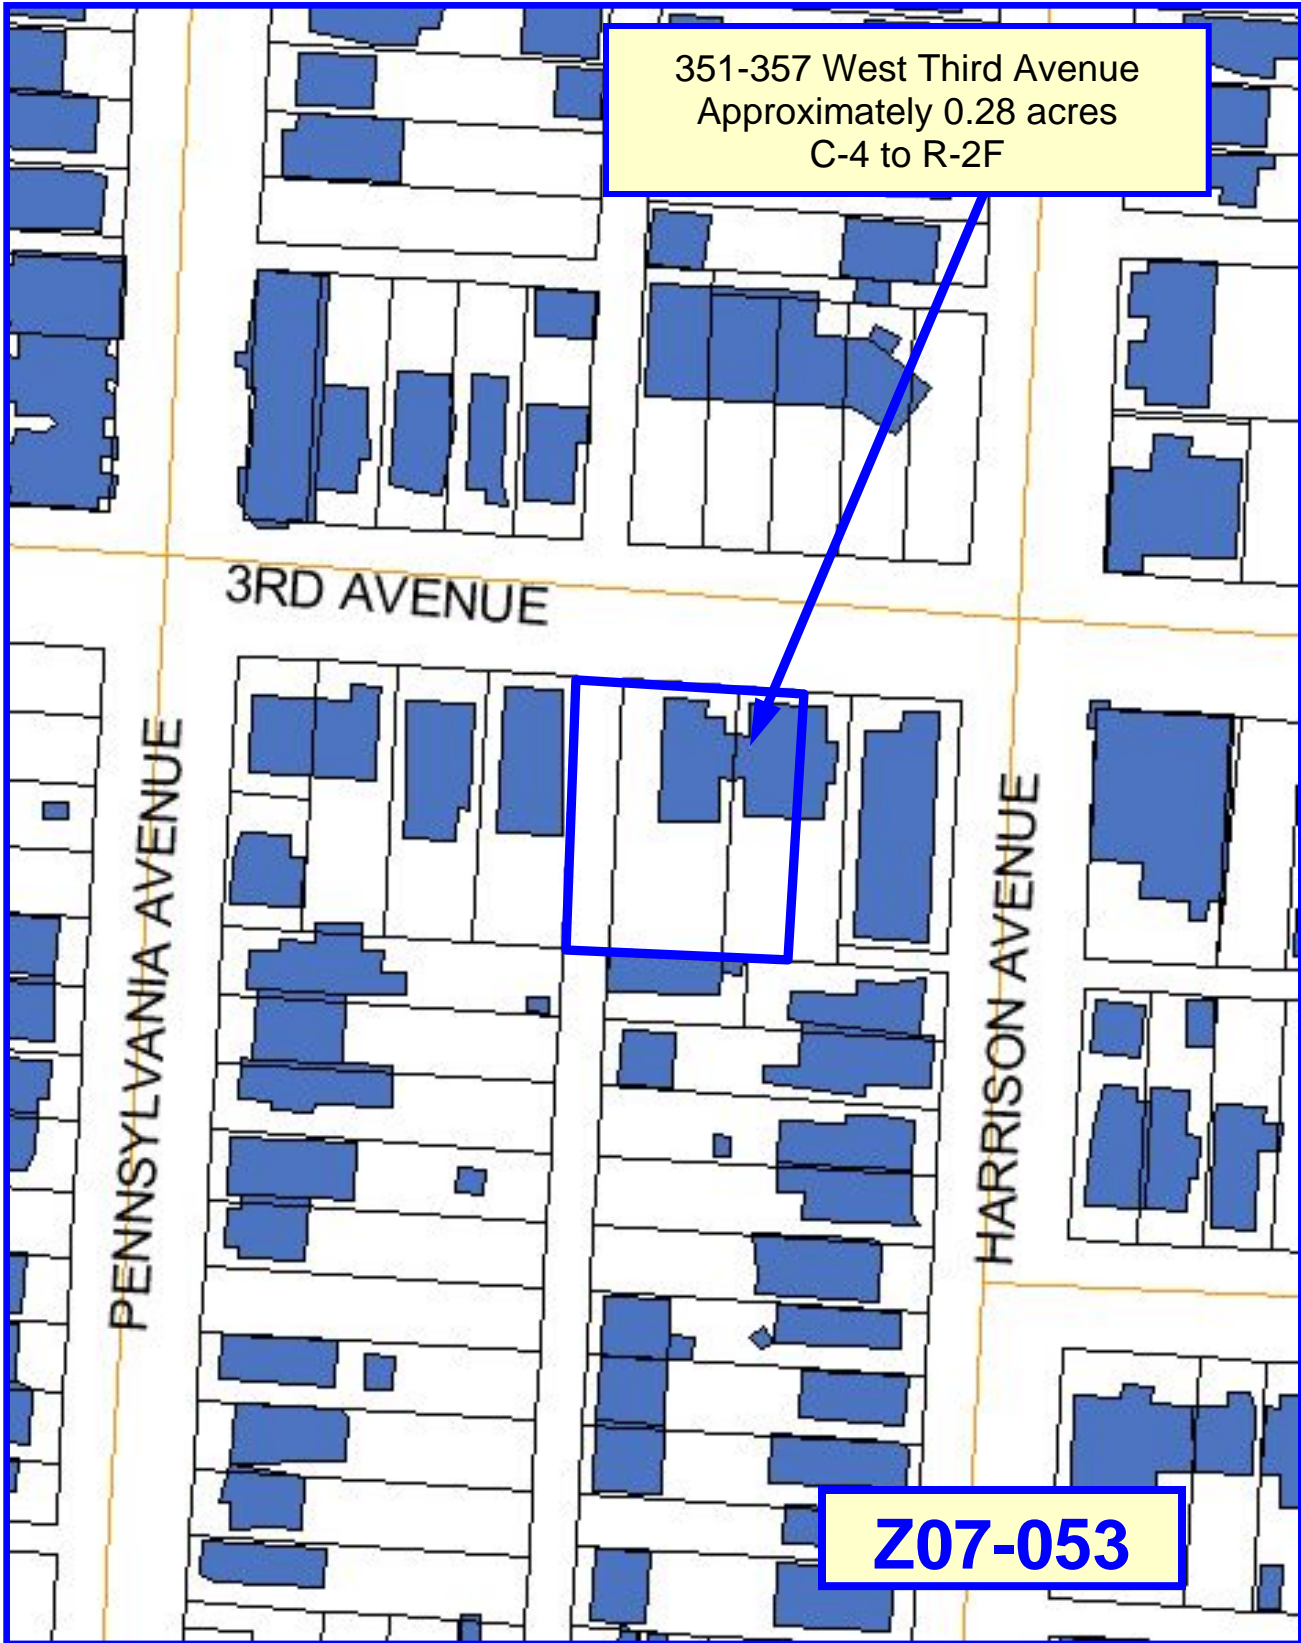 351-357 West Third Avenue
Approximately 0.28 acres
C-4 to R-2F
3RD AVENUE
PENNSYLVANIA AVENUE
HARRISON AVENUE
Z07-053